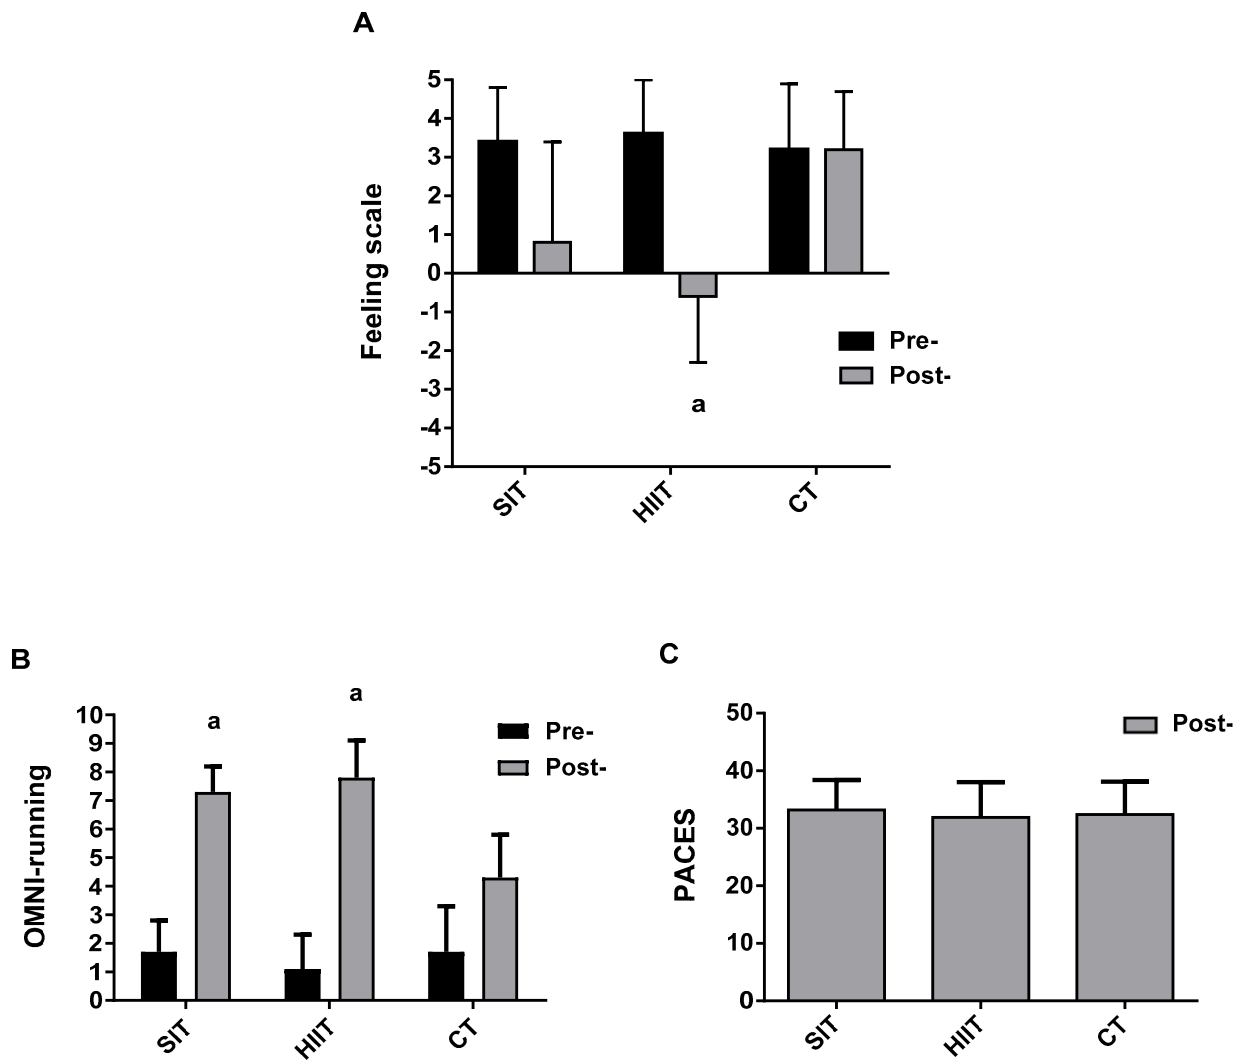 A
Feeling scale
5
4
3
2
1
0
-1
-2
-3
-4
-5
a
Pre-
Post-
SIT
HIIT
CT
B
OMNI-running
10
9
8
7
6
5
4
3
2
1
0
a
a
Pre-
Post-
SIT
HIIT
CT
C
PACES
50
40
30
20
10
0
Post-
SIT
HIIT
CT